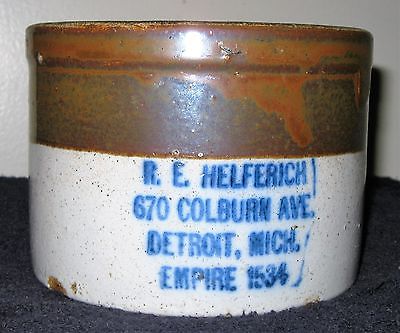 R. E. HELFERICH
670 COLBURN AVE.
DETROIT, MICH.
EMPIRE 1534